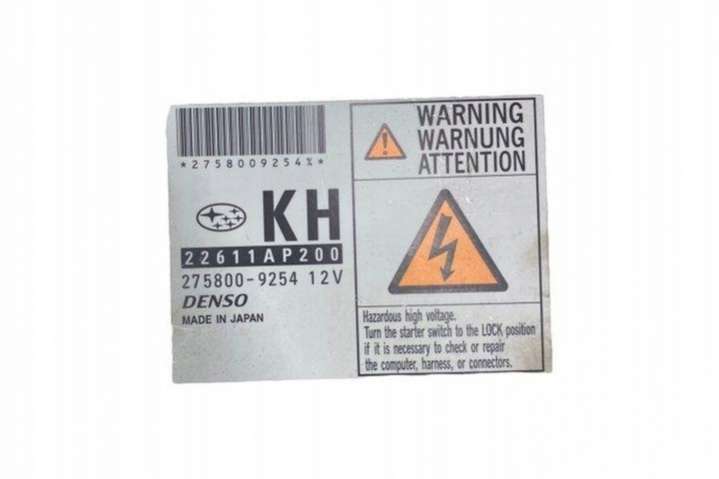 *2758009254%*
KH
22611AP200
275800-9254 12V
DENSO
MADE IN JAPAN
WARNING
WARNUNG
ATTENTION
Hazardous high voltage.
Turn the starter switch to the LOCK position
if it is necessary to check or repair
the computer, harness, or connectors.